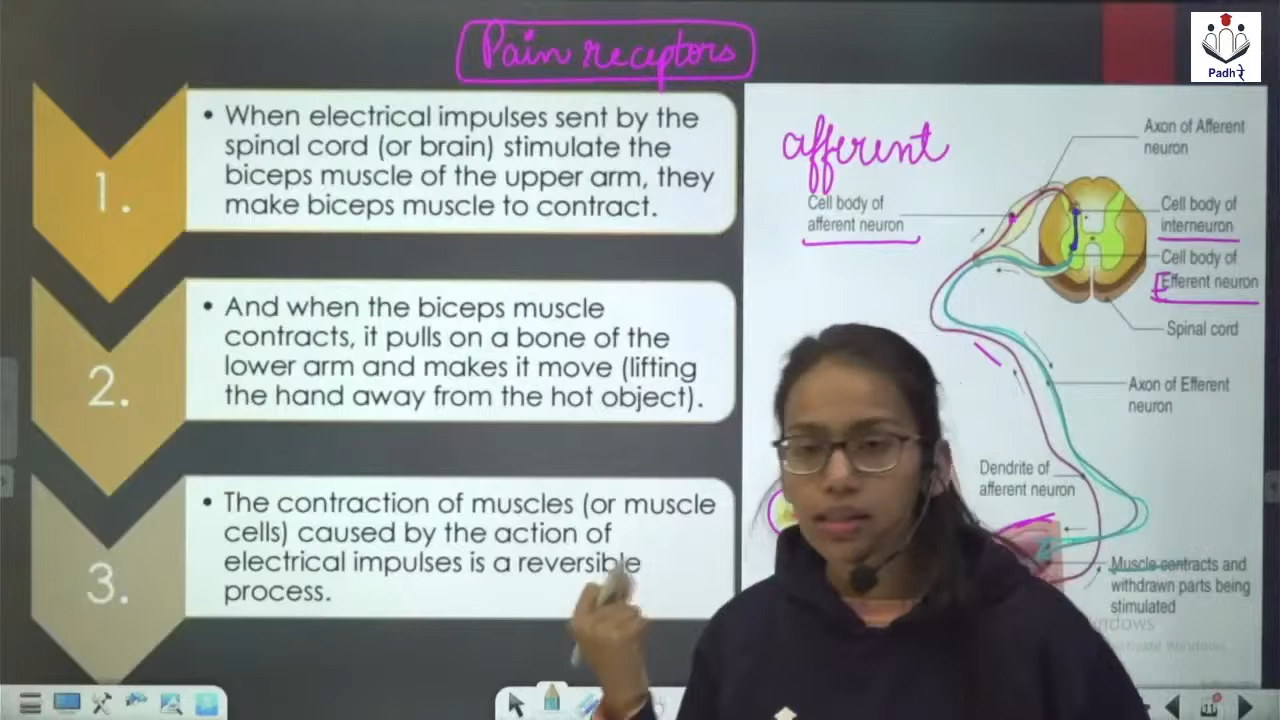 Pain receptors
Padhरे
1.
• When electrical impulses sent by the
spinal cord (or brain) stimulate the
biceps muscle of the upper arm, they
make biceps muscle to contract.
2.
• And when the biceps muscle
contracts, it pulls on a bone of the
lower arm and makes it move (lifting
the hand away from the hot object).
3.
• The contraction of muscles (or muscle
cells) caused by the action of
electrical impulses is a reversible
process.
afferent
Axon of Afferent
neuron
Cell body of
afferent neuron
Cell body of
interneuron
Cell body of
Efferent neuron
Spinal cord
Axon of Efferent
neuron
Dendrite of
afferent neuron
Muscle contracts and
withdrawn parts being
stimulated
11